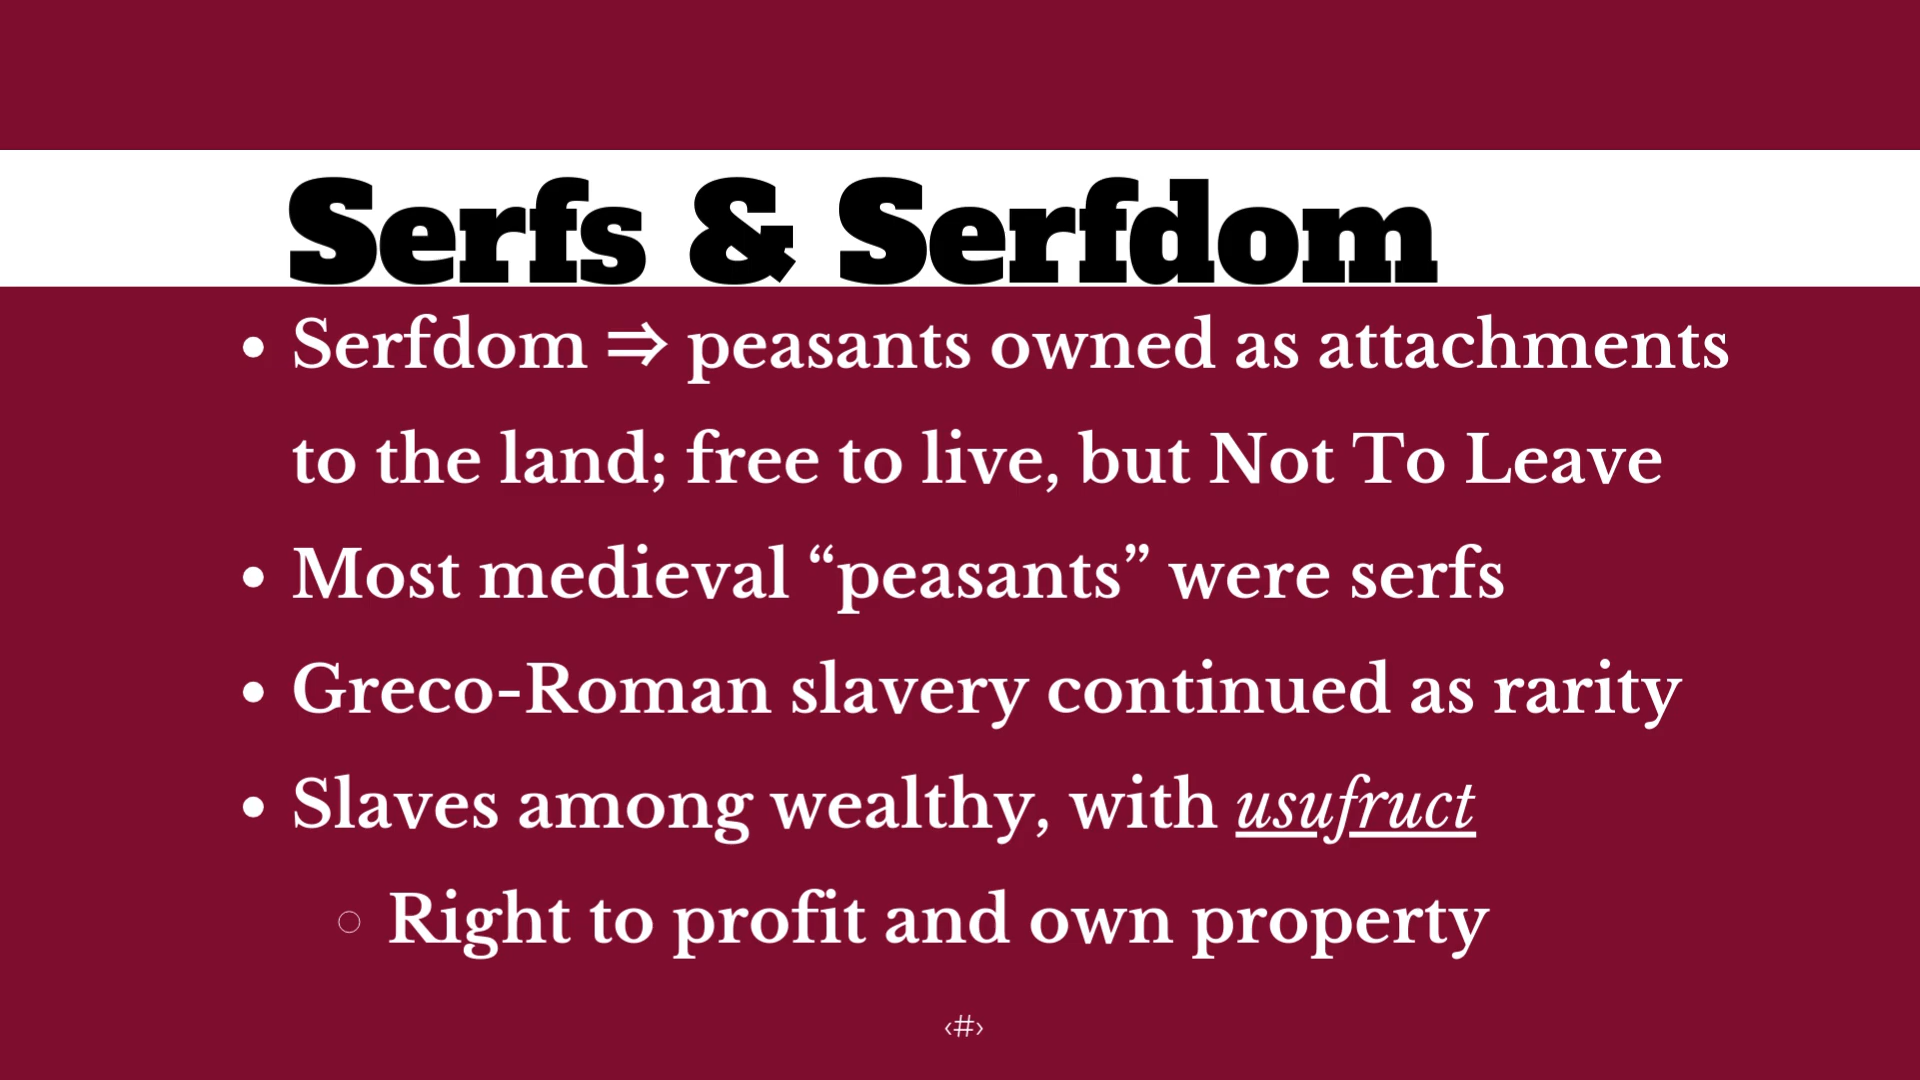 Serfs & Serfdom
• Serfdom ⇒ peasants owned as attachments
to the land; free to live, but Not To Leave
• Most medieval “peasants” were serfs
• Greco-Roman slavery continued as rarity
• Slaves among wealthy, with usufruct
○ Right to profit and own property
‹#›